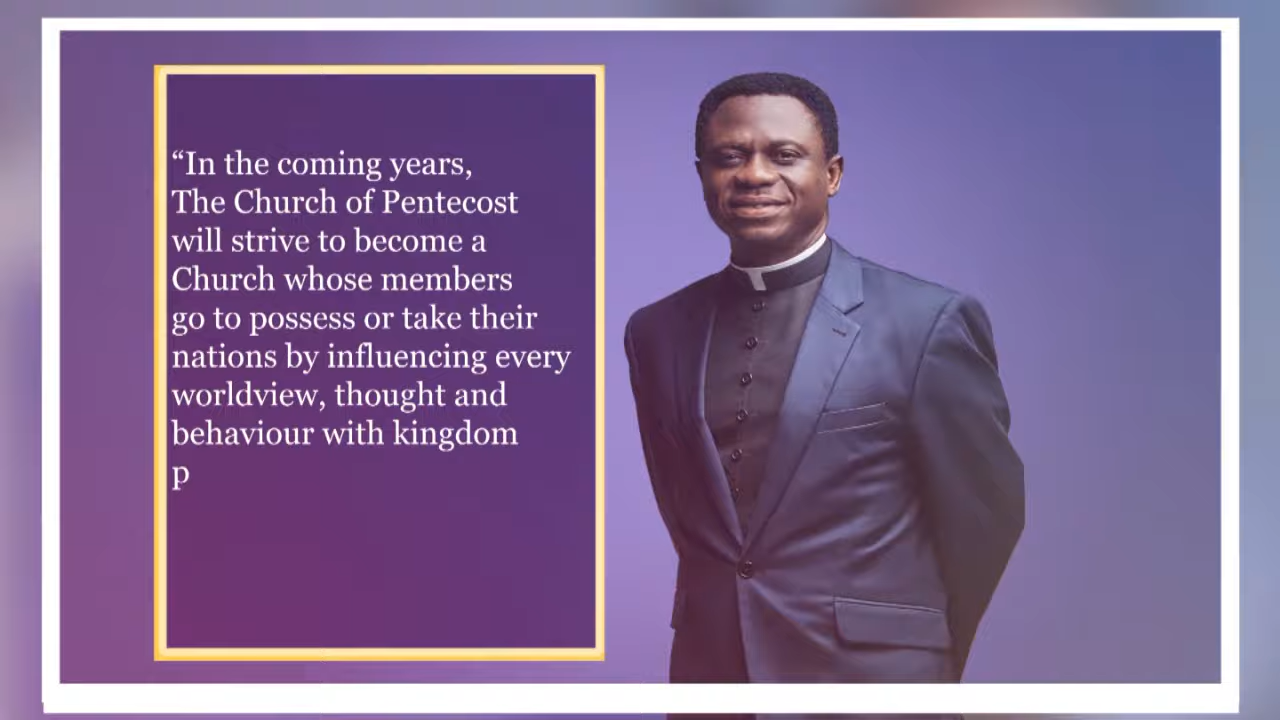 “In the coming years,
The Church of Pentecost
will strive to become a
Church whose members
go to possess or take their
nations by influencing every
worldview, thought and
behaviour with kingdom
p